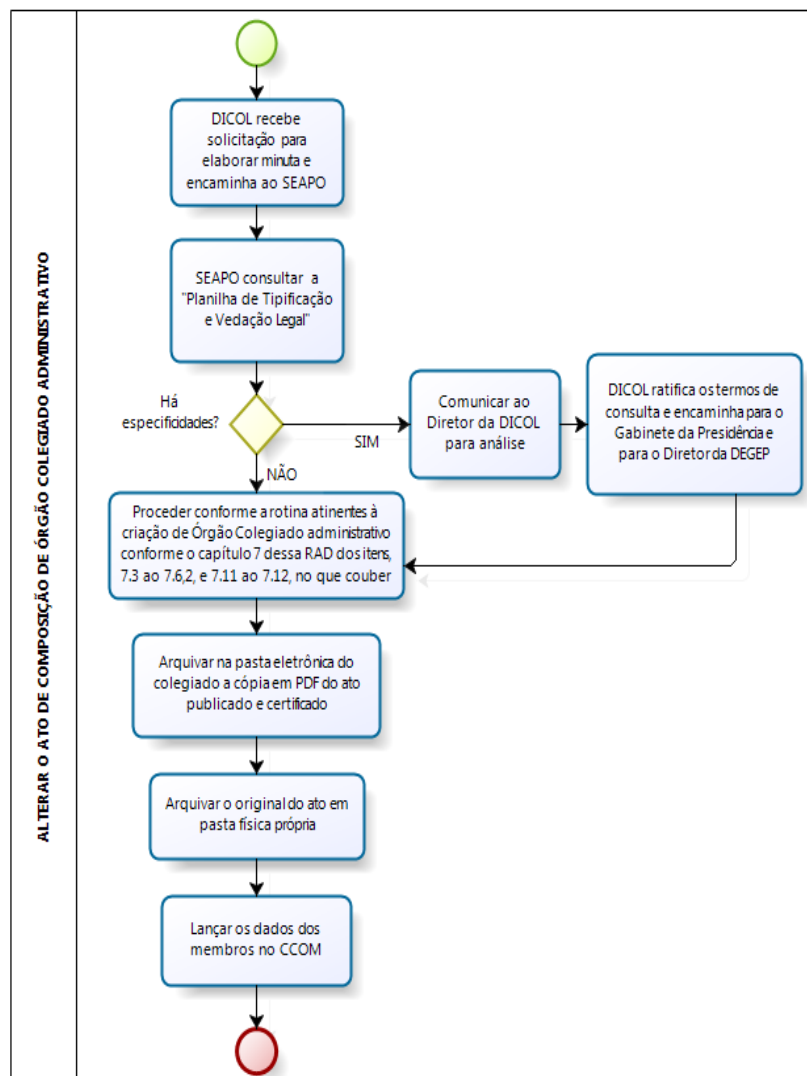 ALTERAR O ATO DE COMPOSIÇÃO DE ÓRGÃO COLEGIADO ADMINISTRATIVO
DICOL recebe
solicitação para
elaborar minuta e
encaminha ao SEAPO
SEAPO consultar a
"Planilha de Tipificação
e Vedação Legal"
Há
especificidades?
SIM
NÃO
Comunicar ao
Diretor da DICOL
para análise
DICOL ratifica os termos de
consulta e encaminha para o
Gabinete da Presidência e
para o Diretor da DEGEP
Proceder conforme a rotina atinentes à
criação de Órgão Colegiado administrativo
conforme o capítulo 7 dessa RAD dos itens,
7.3 ao 7.6,2, e 7.11 ao 7.12, no que couber
Arquivar na pasta eletrônica do
colegiado a cópia em PDF do ato
publicado e certificado
Arquivar o original do ato em
pasta física própria
Lançar os dados dos
membros no CCOM